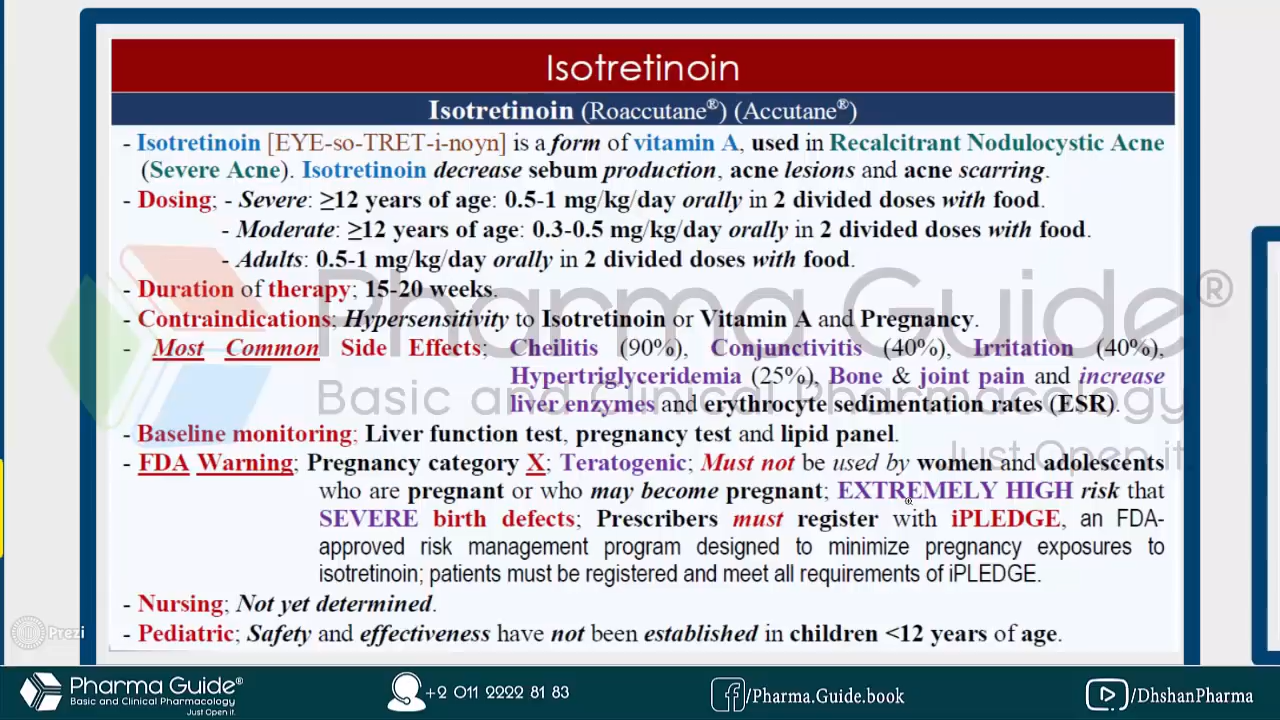 Isotretinoin
Isotretinoin (Roaccutane®) (Accutane®)
- Isotretinoin [EYE-so-TRET-i-noyn] is a form of vitamin A, used in Recalcitrant Nodulocystic Acne
(Severe Acne). Isotretinoin decrease sebum production, acne lesions and acne scarring.
- Dosing; - Severe: ≥12 years of age: 0.5-1 mg/kg/day orally in 2 divided doses with food.
- Moderate: ≥12 years of age: 0.3-0.5 mg/kg/day orally in 2 divided doses with food.
- Adults: 0.5-1 mg/kg/day orally in 2 divided doses with food.
- Duration of therapy; 15-20 weeks.
- Contraindications; Hypersensitivity to Isotretinoin or Vitamin A and Pregnancy.
- Most Common Side Effects; Cheilitis (90%), Conjunctivitis (40%), Irritation (40%),
Hypertriglyceridemia (25%), Bone & joint pain and increase
liver enzymes and erythrocyte sedimentation rates (ESR).
- Baseline monitoring; Liver function test, pregnancy test and lipid panel.
- FDA Warning; Pregnancy category X; Teratogenic; Must not be used by women and adolescents
who are pregnant or who may become pregnant; EXTREMELY HIGH risk that
SEVERE birth defects; Prescribers must register with iPLEDGE, an FDA-
approved risk management program designed to minimize pregnancy exposures to
isotretinoin; patients must be registered and meet all requirements of iPLEDGE.
- Nursing; Not yet determined.
- Pediatric; Safety and effectiveness have not been established in children <12 years of age.
Pharma Guide®
Basic and Clinical Pharmacology
Just Open it
Prezi
Pharma Guide®
Basic and Clinical Pharmacology
Just Open it.
+2 011 2222 81 83
/Pharma.Guide.book
/DhshanPharma